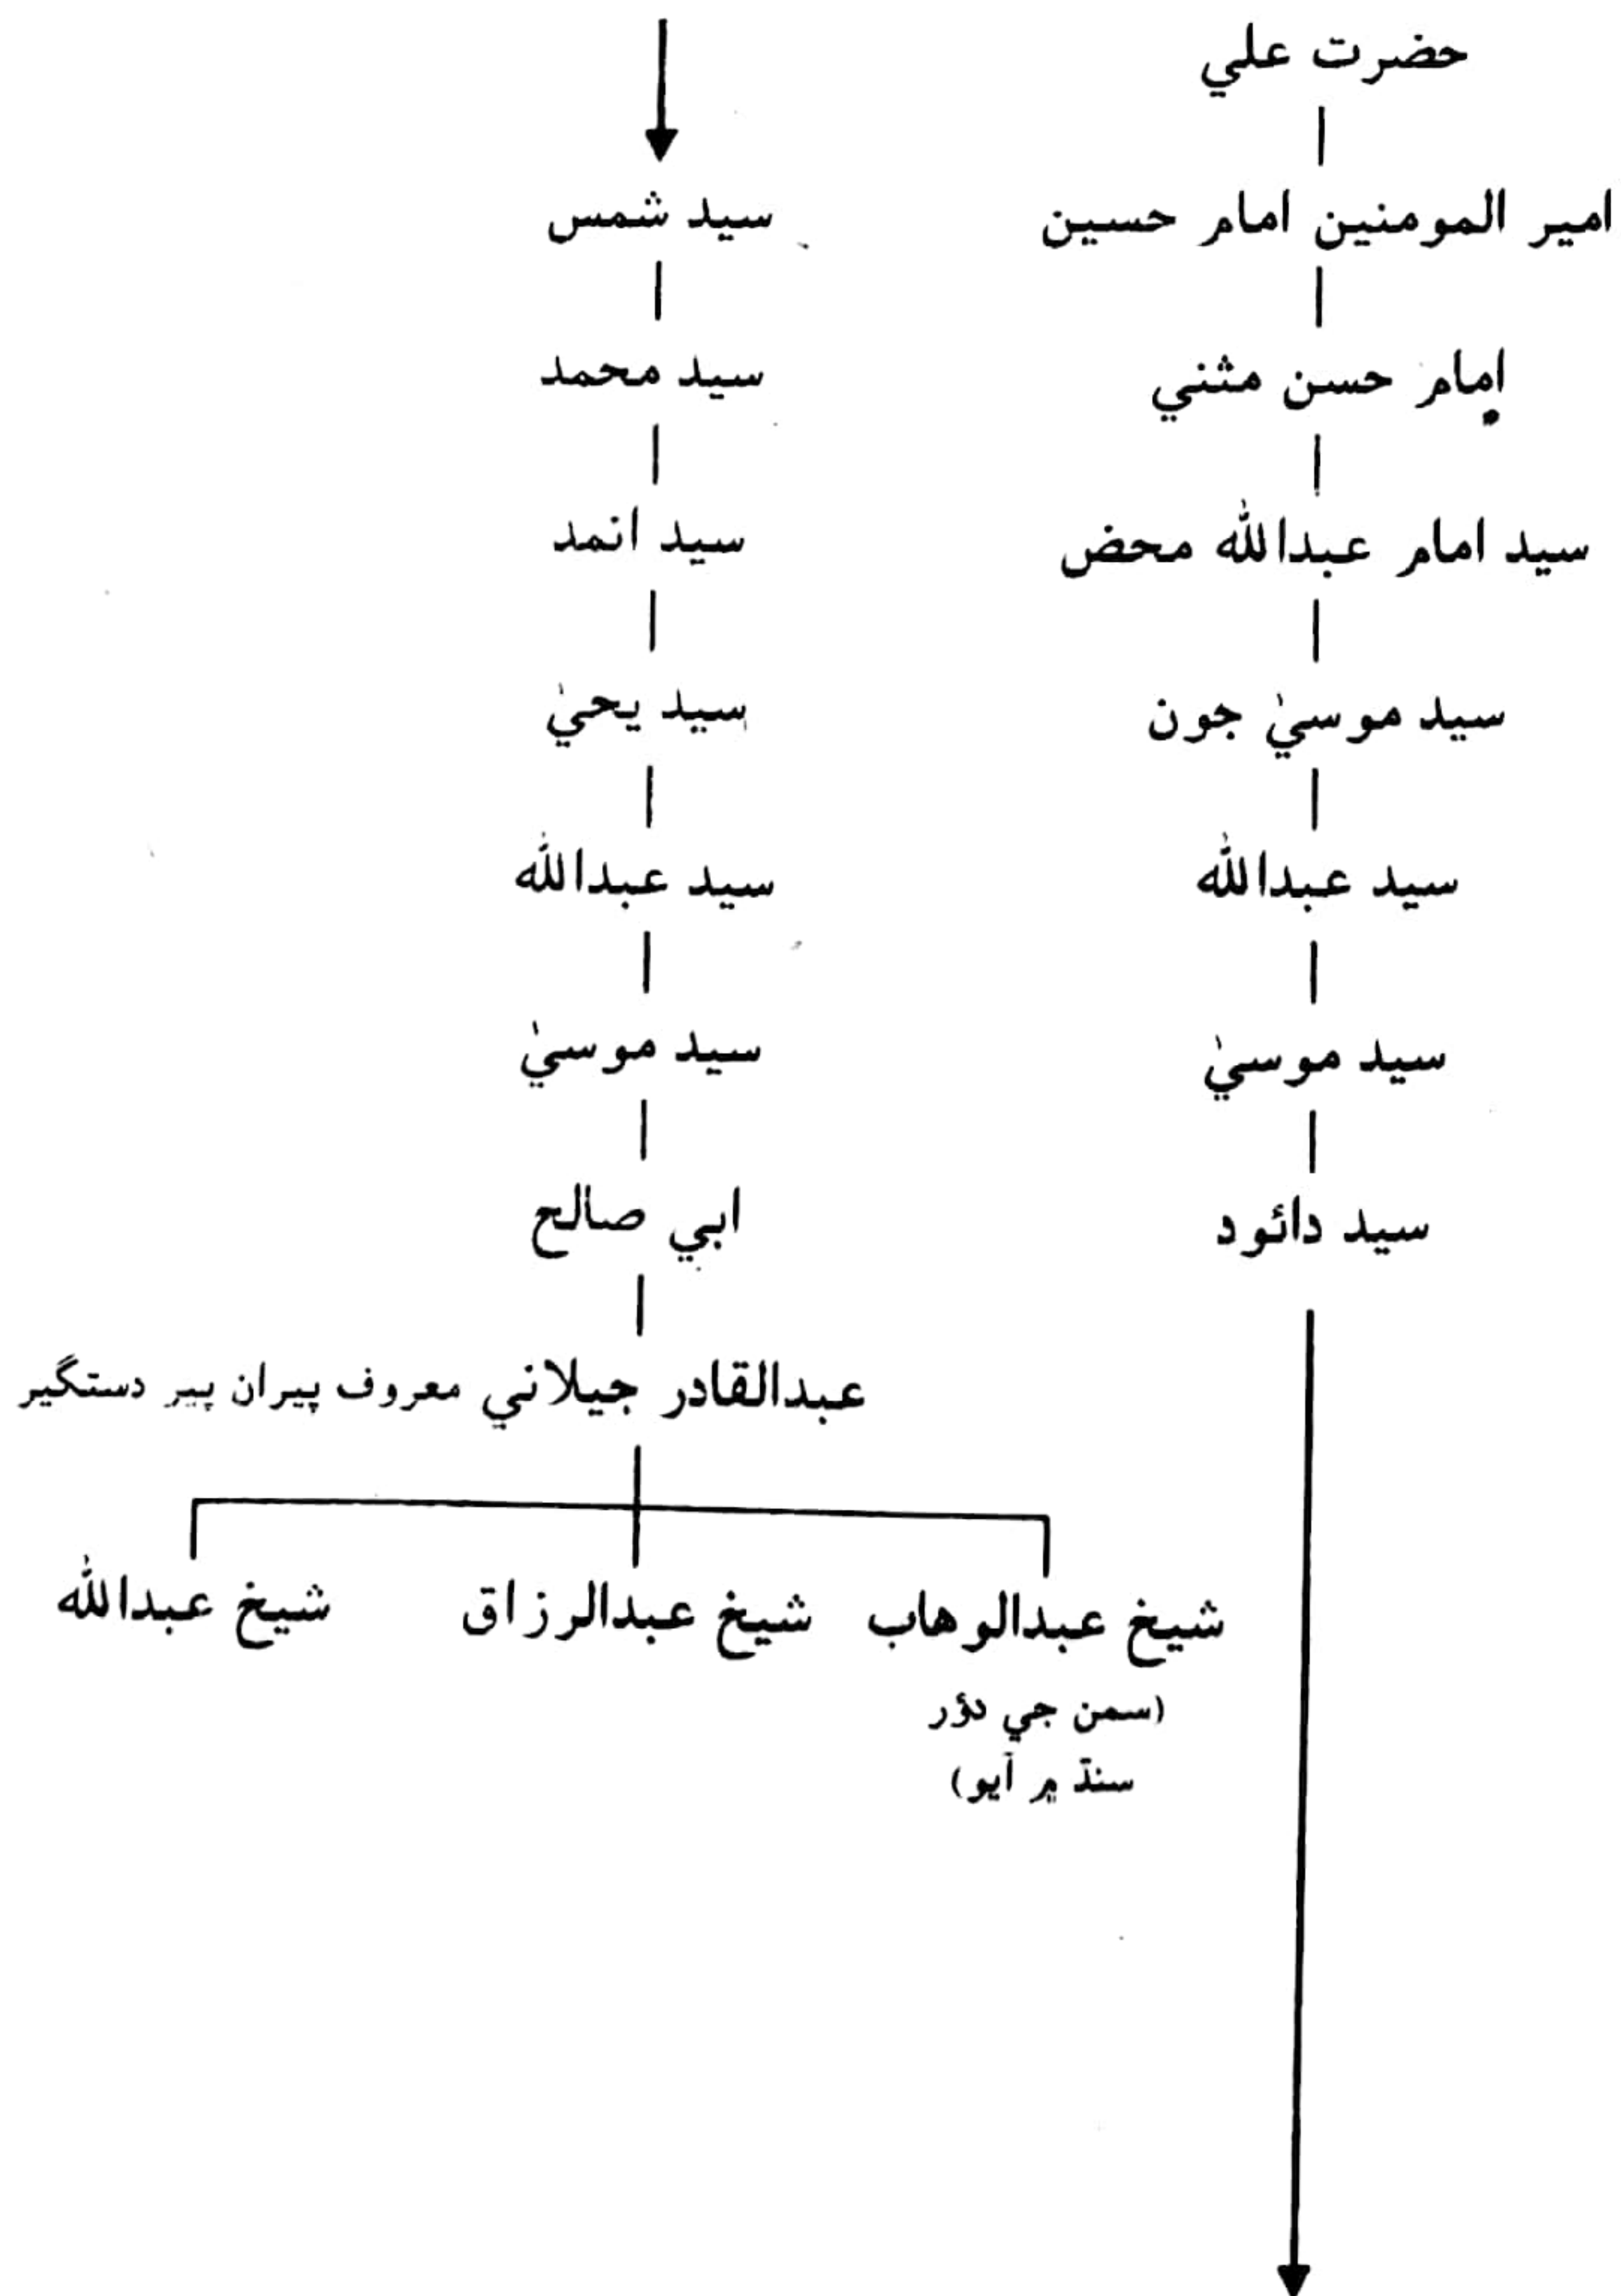 حضرت علي
امير المومنين امام حسين
امام حسن مثني
سيد امام عبدالله محض
سيد موسيٰ جون
سيد عبدالله
سيد موسيٰ
سيد دائود
سيد شمس
سيد محمد
سيد انمد
سيد يحيٰ
سيد عبدالله
سيد موسيٰ
ابي صالح
عبدالقادر جيلاني معروف پيران پير دستگير
شيخ عبدالوهاب شيخ عبدالرزاق شيخ عبدالله
(سمن جي دؤر
سنڌ ۾ آيو)